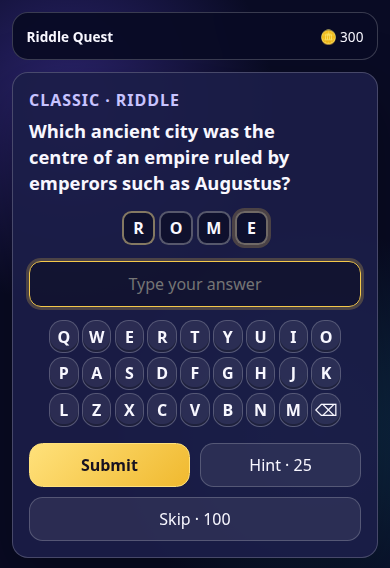 Riddle Quest 🪙 300
CLASSIC · RIDDLE
Which ancient city was the
centre of an empire ruled by
emperors such as Augustus?
R O M E
Type your answer
Q W E R T Y U I O
P A S D F G H J K
L Z X C V B N M ⌫
Submit Hint · 25
Skip · 100